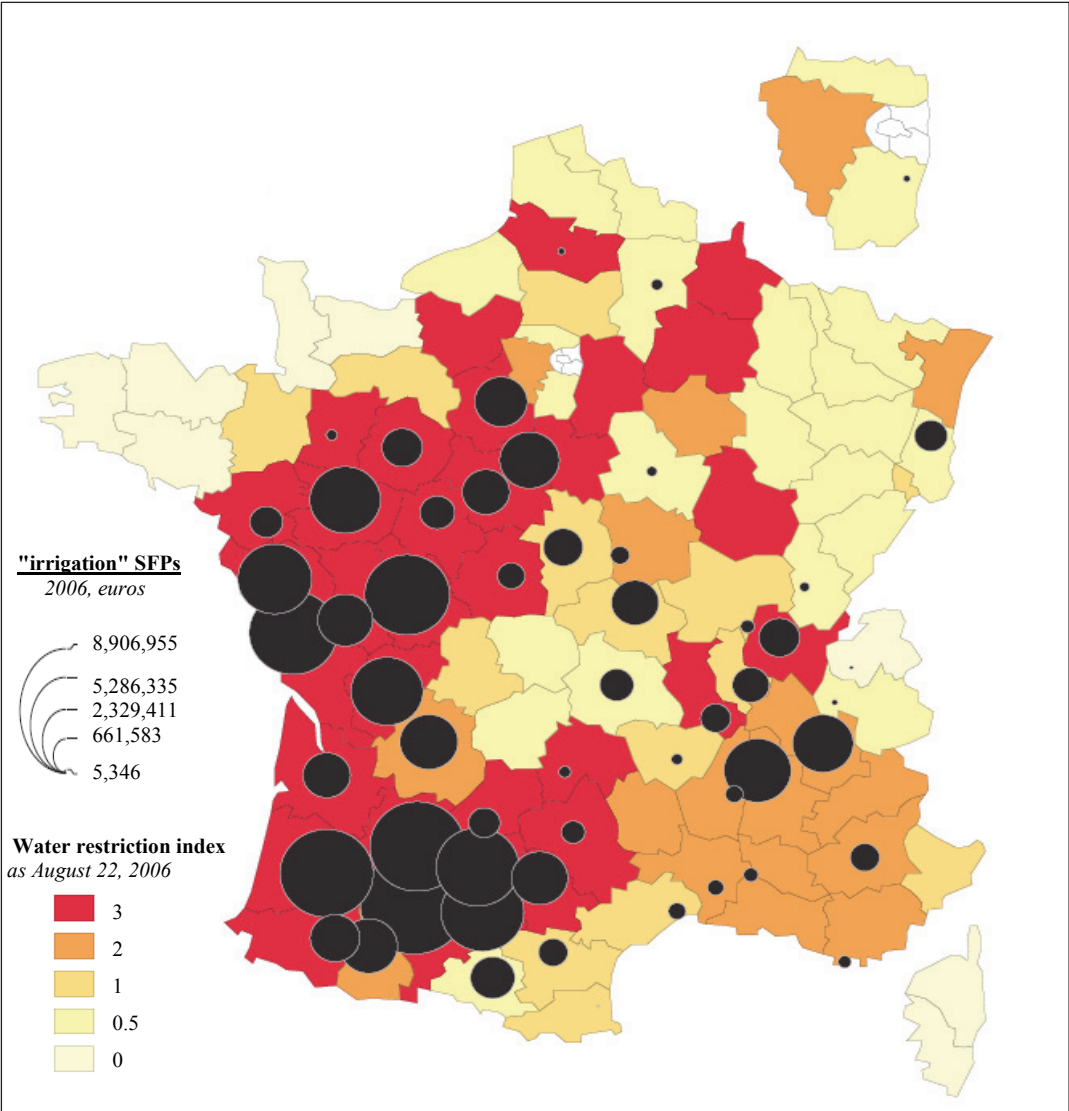 "irrigation" SFPs
2006, euros
8,906,955
5,286,335
2,329,411
661,583
5,346
Water restriction index
as August 22, 2006
3
2
1
0.5
0